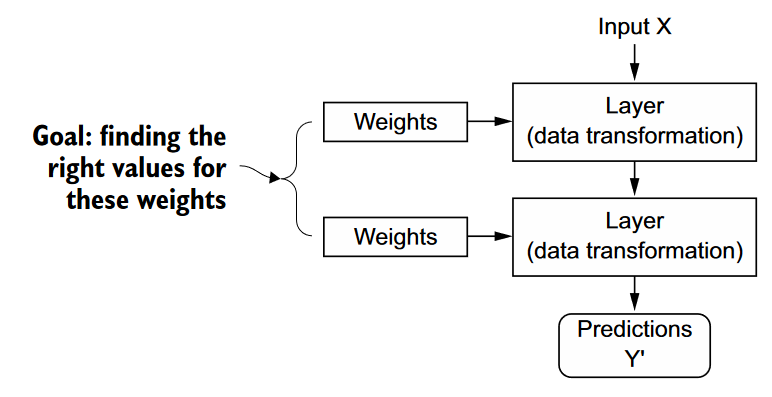 Input X
Weights
Layer
(data transformation)
Goal: finding the
right values for
these weights
Weights
Layer
(data transformation)
Predictions
Y'